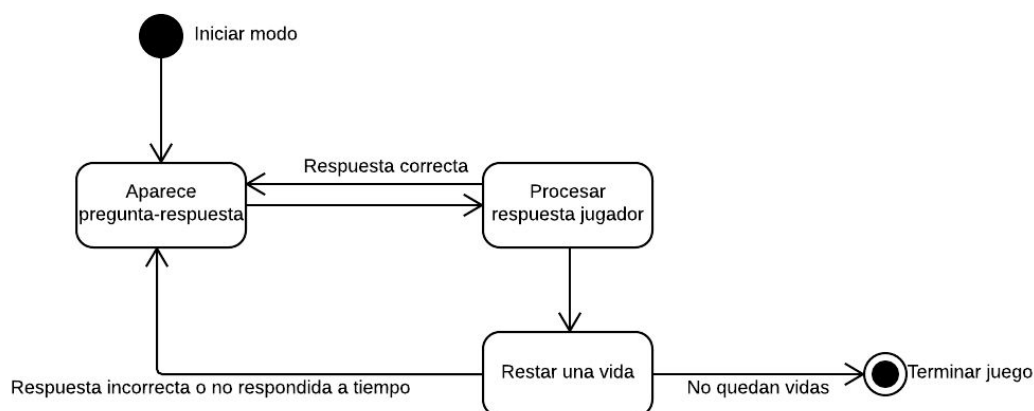 Iniciar modo
Respuesta correcta
Aparece
pregunta-respuesta
Procesar
respuesta jugador
Restar una vida
Respuesta incorrecta o no respondida a tiempo
No quedan vidas
Terminar juego